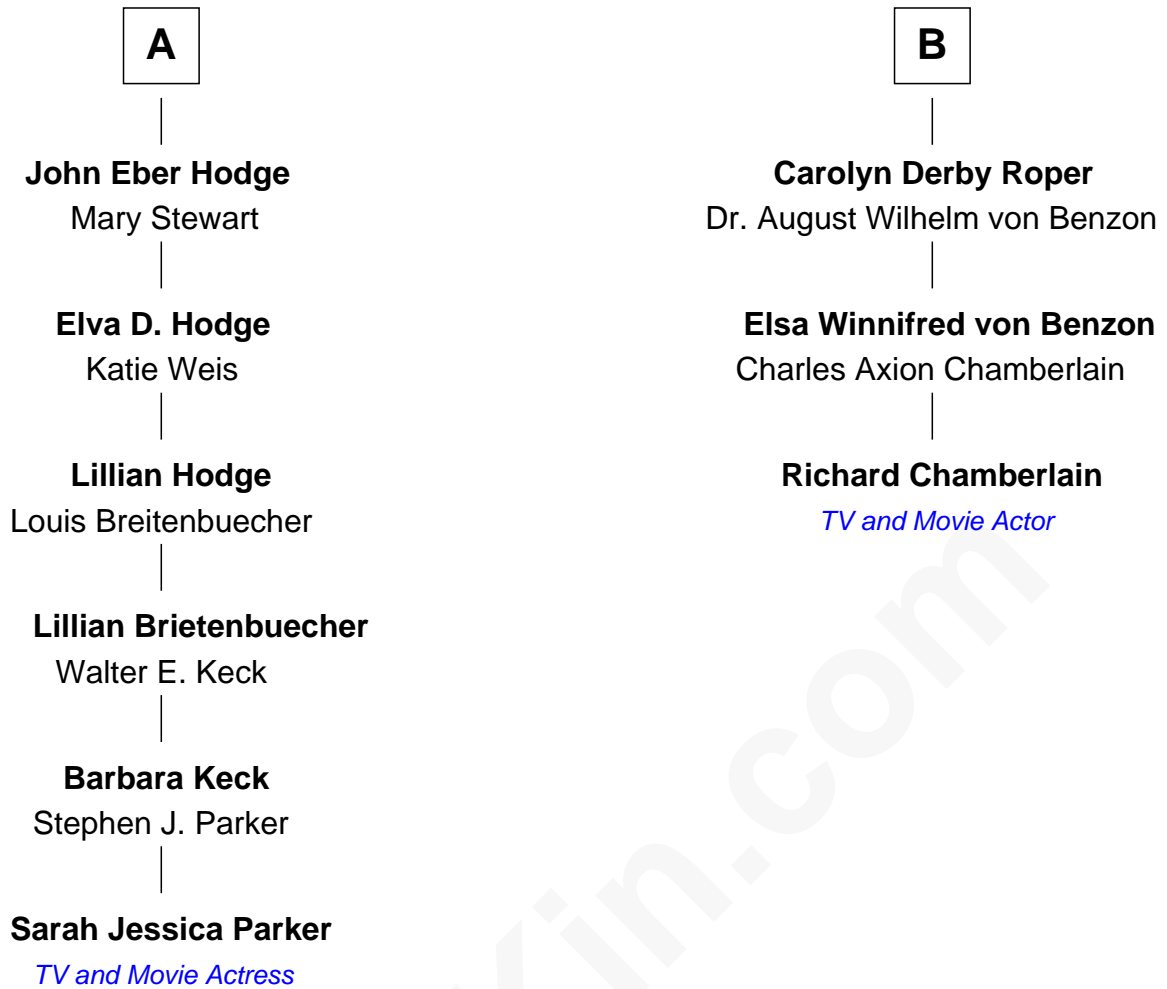 A
John Eber Hodge
Mary Stewart
Elva D. Hodge
Katie Weis
Lillian Hodge
Louis Breitenbuecher
Lillian Brietenbuecher
Walter E. Keck
Barbara Keck
Stephen J. Parker
Sarah Jessica Parker
TV and Movie Actress
B
Carolyn Derby Roper
Dr. August Wilhelm von Benzon
Elsa Winnifred von Benzon
Charles Axion Chamberlain
Richard Chamberlain
TV and Movie Actor
Kin.com